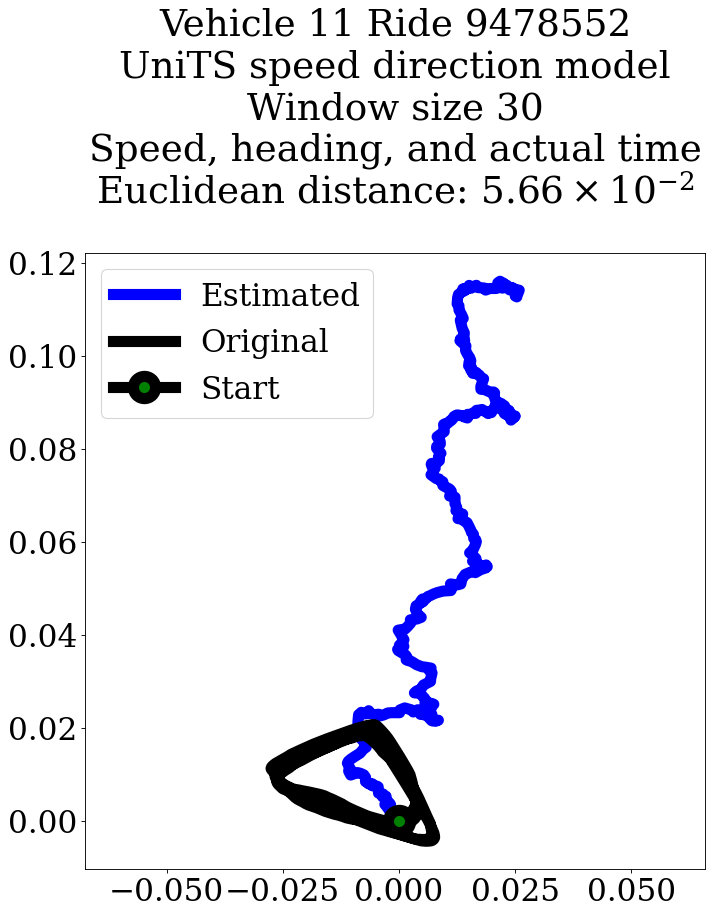 Vehicle 11 Ride 9478552
UniTS speed direction model
Window size 30
Speed, heading, and actual time
Euclidean distance: 5.66 × 10⁻²
0.12
0.10
0.08
0.06
0.04
0.02
0.00
Estimated
Original
Start
−0.050 −0.025 0.000 0.025 0.050